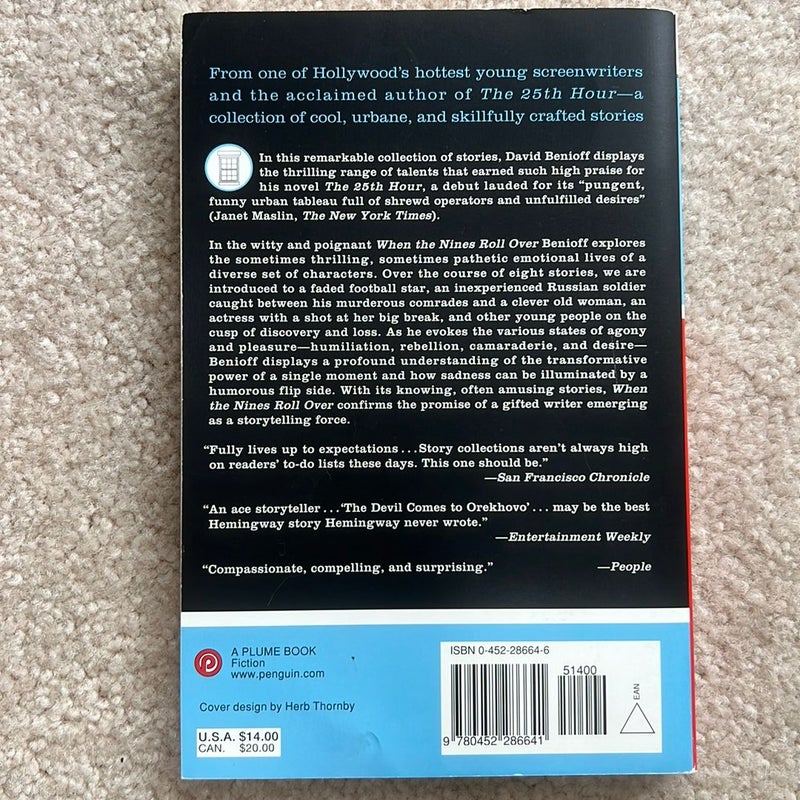 From one of Hollywood's hottest young screenwriters
and the acclaimed author of The 25th Hour—a
collection of cool, urbane, and skillfully crafted stories
In this remarkable collection of stories, David Benioff displays
the thrilling range of talents that earned such high praise for
his novel The 25th Hour, a debut lauded for its “pungent,
funny urban tableau full of shrewd operators and unfulfilled desires”
(Janet Maslin, The New York Times).
In the witty and poignant When the Nines Roll Over Benioff explores
the sometimes thrilling, sometimes pathetic emotional lives of a
diverse set of characters. Over the course of eight stories, we are
introduced to a faded football star, an inexperienced Russian soldier
caught between his murderous comrades and a clever old woman, an
actress with a shot at her big break, and other young people on the
cusp of discovery and loss. As he evokes the various states of agony
and pleasure—humiliation, rebellion, camaraderie, and desire—
Benioff displays a profound understanding of the transformative
power of a single moment and how sadness can be illuminated by a
humorous flip side. With its knowing, often amusing stories, When
the Nines Roll Over confirms the promise of a gifted writer emerging
as a storytelling force.
“Fully lives up to expectations...Story collections aren't always high
on readers' to-do lists these days. This one should be.”
—San Francisco Chronicle
“An ace storyteller...‘The Devil Comes to Orekhovo’...may be the best
Hemingway story Hemingway never wrote.”
—Entertainment Weekly
“Compassionate, compelling, and surprising.” —People
A PLUME BOOK
Fiction
www.penguin.com
Cover design by Herb Thornby
U.S.A. $14.00
CAN. $20.00
ISBN 0-452-28664-6
51400
EAN
9 780452 286641